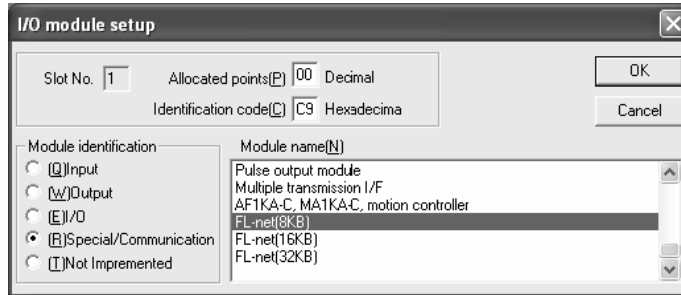 I/O module setup
Slot No. 1 Allocated points(P) 00 Decimal
Identification code(C) C9 Hexadecima
OK
Cancel
Module identification
(Q)Input
(W)Output
(E)I/O
(R)Special/Communication
(T)Not Impremented
Module name(N)
Pulse output module
Multiple transmission I/F
AF1KA-C, MA1KA-C, motion controller
FL-net(8KB)
FL-net(16KB)
FL-net(32KB)